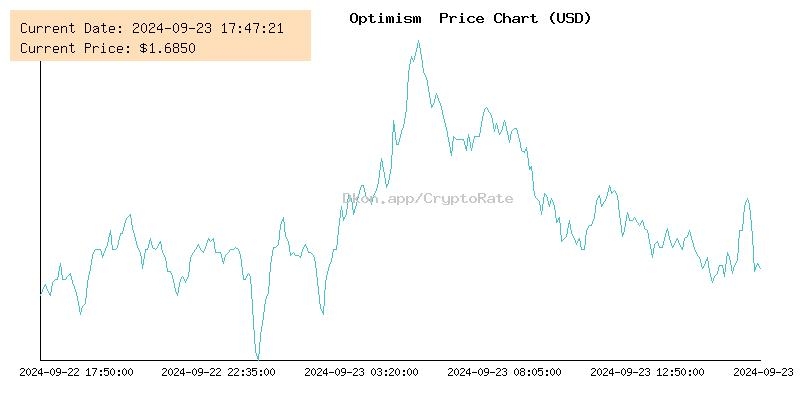 Optimism  Price Chart (USD)
Current Date: 2024-09-23 17:47:21
Current Price: $1.6850
Dkon.app/CryptoRate
2024-09-22 17:50:00 2024-09-22 22:35:00 2024-09-23 03:20:00 2024-09-23 08:05:00 2024-09-23 12:50:00 2024-09-23